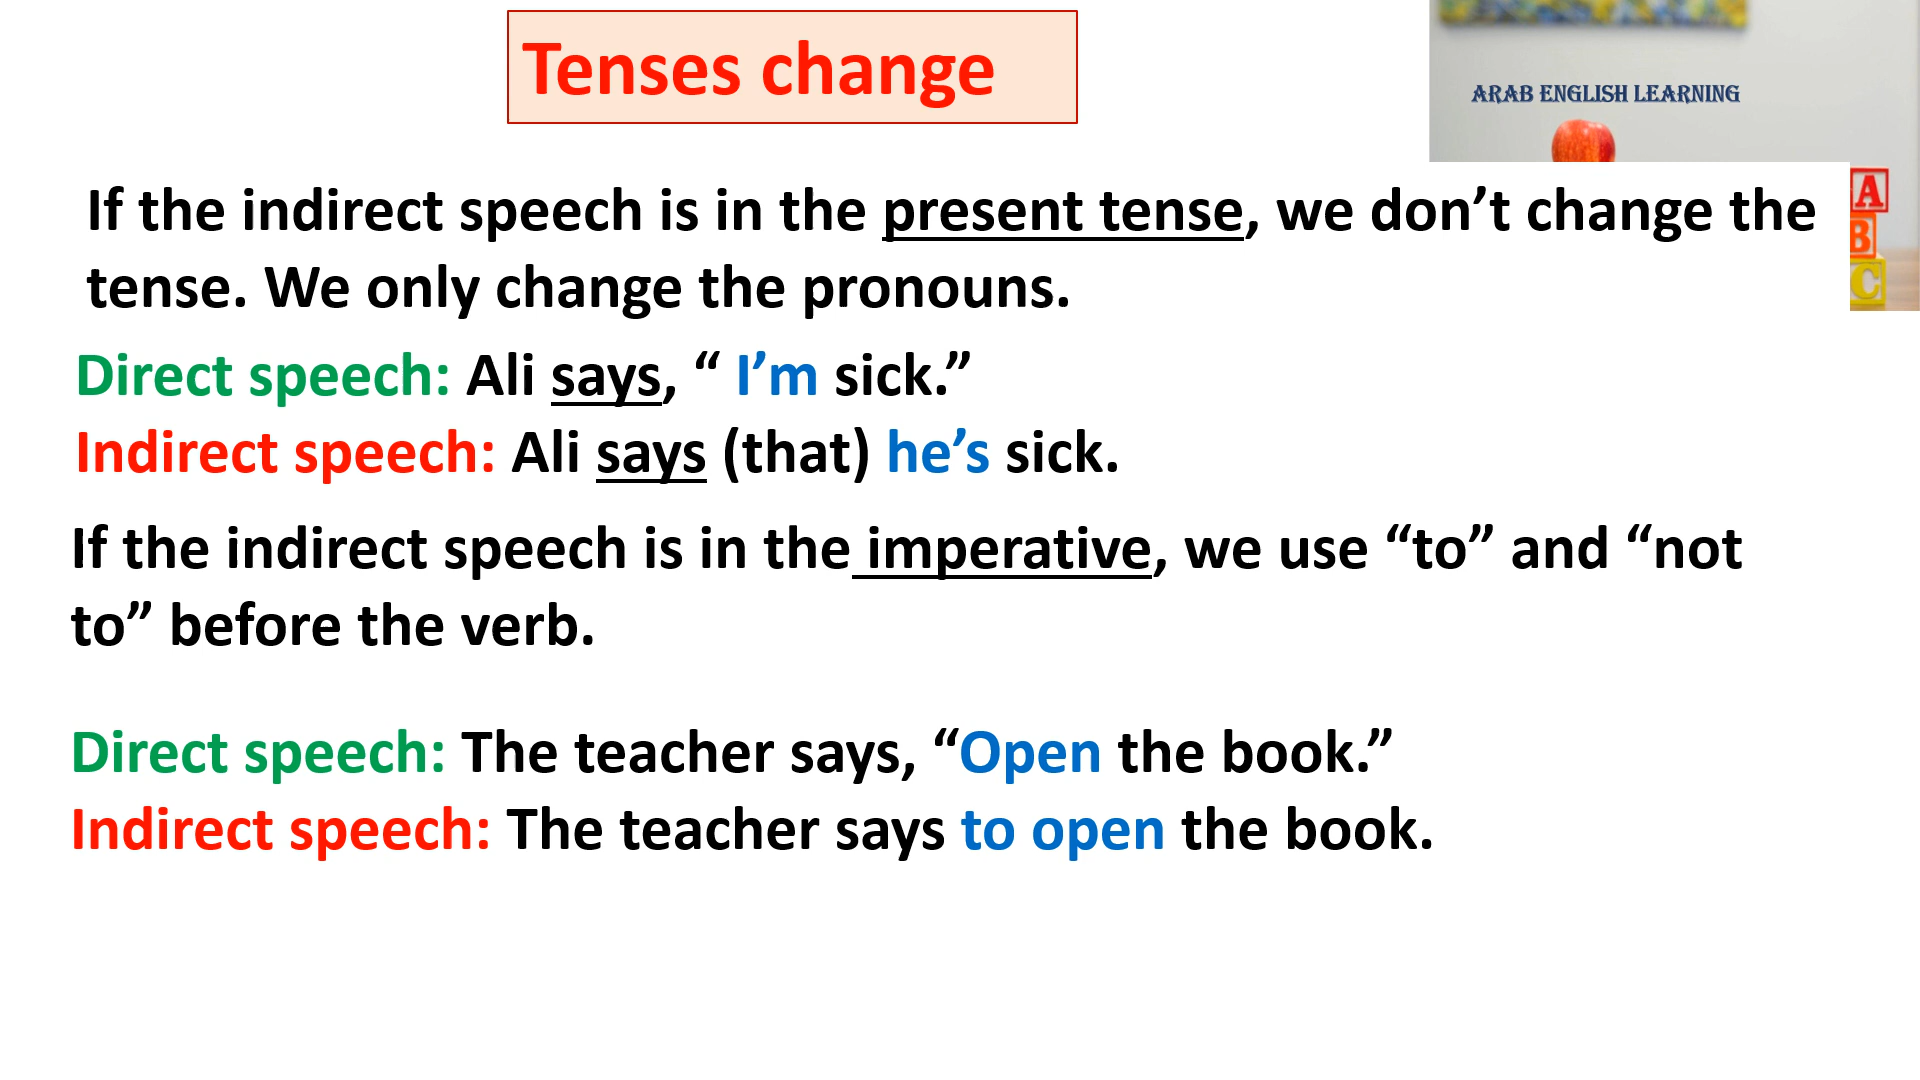 Tenses change
ARAB ENGLISH LEARNING
A
B
C
If the indirect speech is in the present tense, we don’t change the
tense. We only change the pronouns.
Direct speech: Ali says, “ I’m sick.”
Indirect speech: Ali says (that) he’s sick.
If the indirect speech is in the imperative, we use “to” and “not
to” before the verb.
Direct speech: The teacher says, “Open the book.”
Indirect speech: The teacher says to open the book.